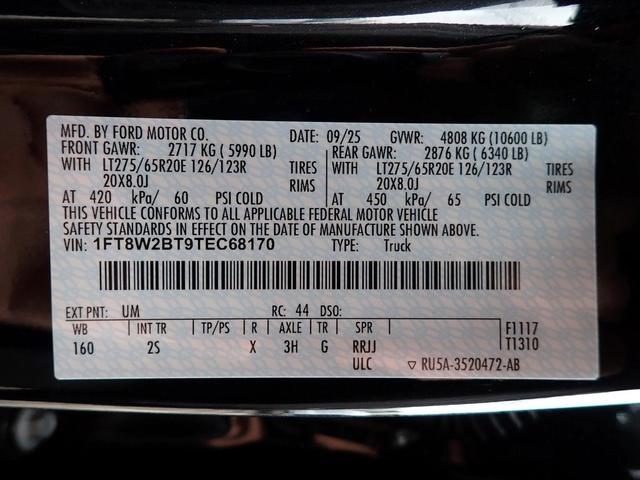 MFD. BY FORD MOTOR CO. DATE: 09/25 GVWR: 4808 KG (10600 LB)
FRONT GAWR: 2717 KG ( 5990 LB) REAR GAWR: 2876 KG ( 6340 LB)
WITH LT275/65R20E 126/123R TIRES WITH LT275/65R20E 126/123R TIRES
20X8.0J RIMS 20X8.0J RIMS
AT 420 kPa/ 60 PSI COLD AT 450 kPa/ 65 PSI COLD
THIS VEHICLE CONFORMS TO ALL APPLICABLE FEDERAL MOTOR VEHICLE
SAFETY STANDARDS IN EFFECT ON THE DATE OF MANUFACTURE SHOWN ABOVE.
VIN: 1FT8W2BT9TEC68170 TYPE: Truck
EXT PNT: UM RC: 44 DSO:
WB INT TR TP/PS R AXLE TR SPR F1117
160 2S X 3H G RRJJ T1310
ULC ▽ RU5A-3520472-AB